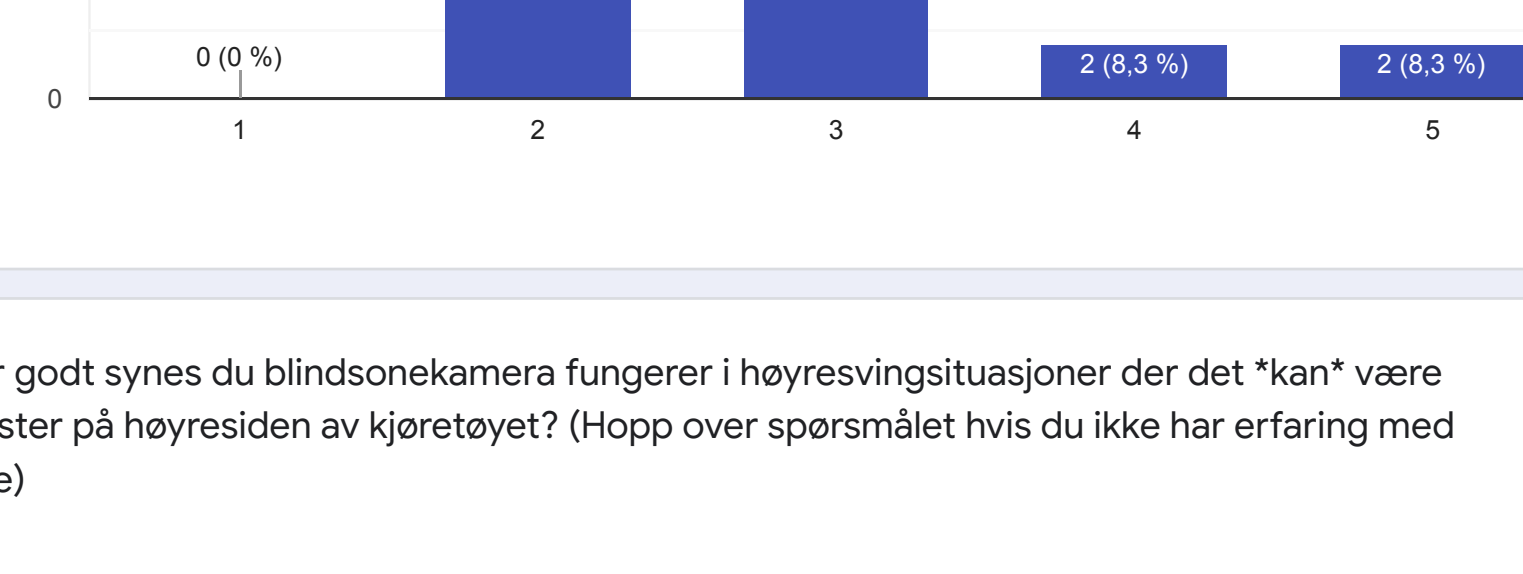 0 (0 %)
2 (8,3 %)
2 (8,3 %)
0
1
2
3
4
5
godt synes du blindsonekamera fungerer i høyresvingsituasjoner der det *kan* være
på høyresiden av kjøretøyet? (Hopp over spørsmålet hvis du ikke har erfaring med